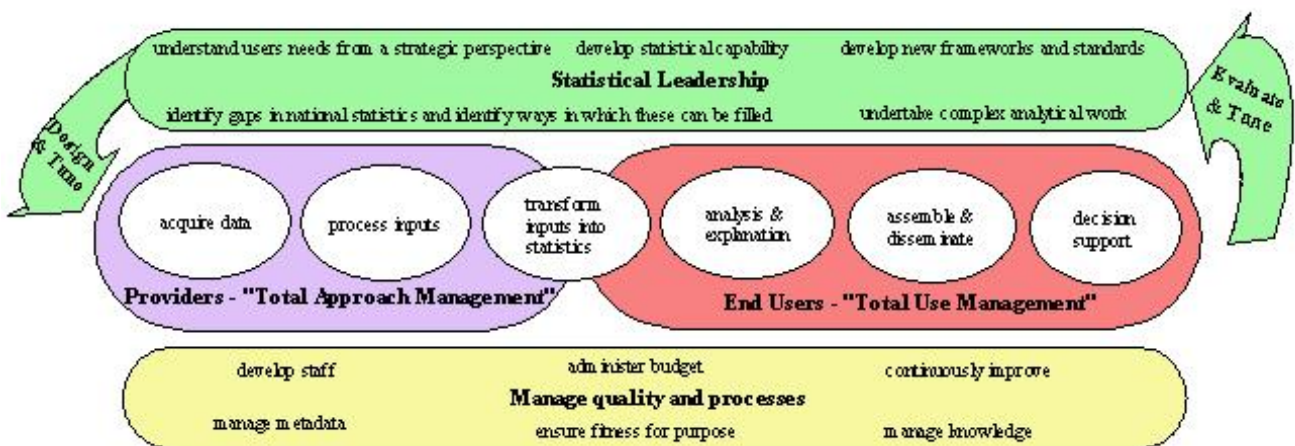 understand users needs from a strategic perspective
develop statistical capability
develop new frameworks and standards
Statistical Leadership
identify gaps in national statistics and identify ways in which these can be filled
undertake complex analytical work
Design
& Tune
Evaluate
& Tune
acquire data
process inputs
transform
inputs into
statistics
analysis &
explanation
assemble &
disseminate
decision
support
Providers - "Total Approach Management"
End Users - "Total Use Management"
develop staff
administer budget
continuously improve
Manage quality and processes
manage metadata
ensure fitness for purpose
manage knowledge